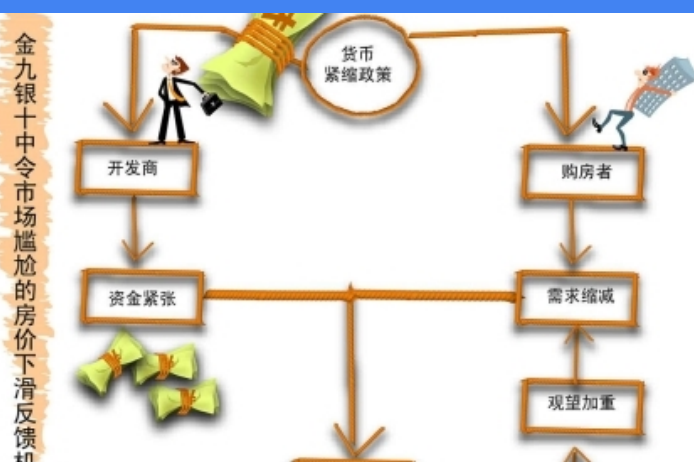 金九银十中令市场尴尬的房价下滑反馈机
货币
紧缩政策
开发商
购房者
资金紧张
需求缩减
观望加重